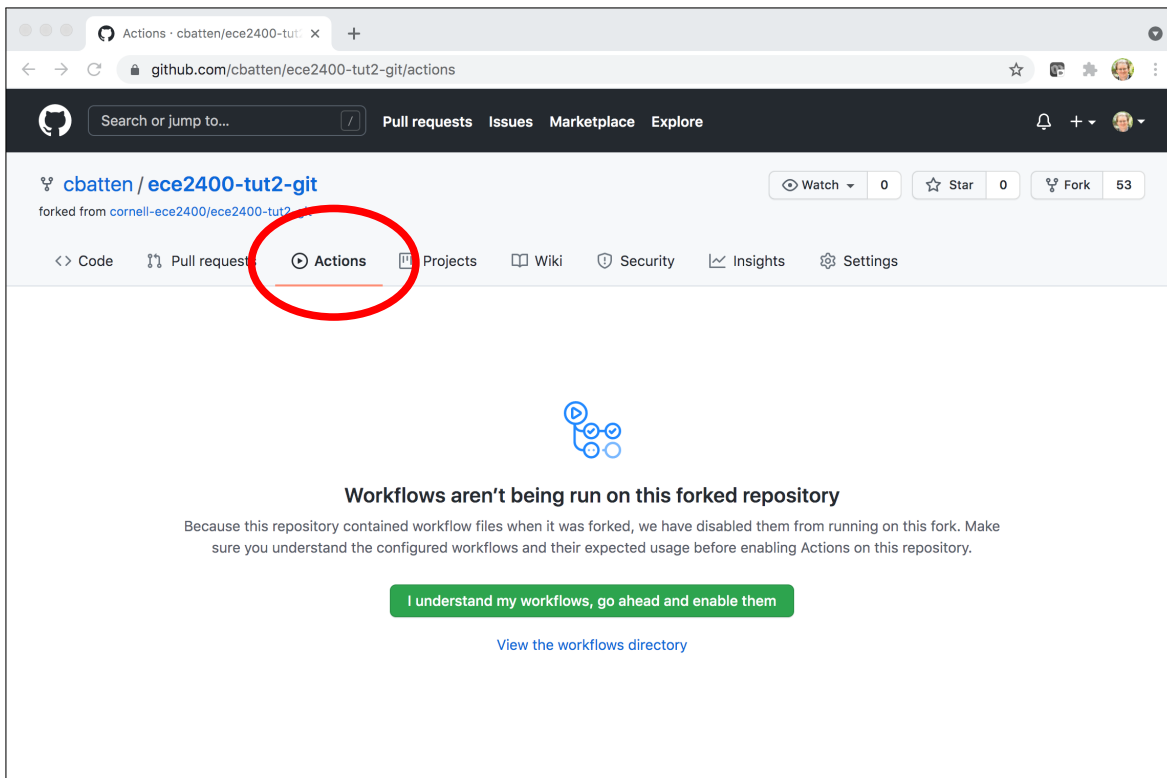 Actions · cbatten/ece2400-tut
github.com/cbatten/ece2400-tut2-git/actions
Search or jump to... / Pull requests Issues Marketplace Explore
cbatten / ece2400-tut2-git Watch 0 Star 0 Fork 53
forked from cornell-ece2400/ece2400-tut2-git
Code Pull requests Actions Projects Wiki Security Insights Settings
Workflows aren’t being run on this forked repository
Because this repository contained workflow files when it was forked, we have disabled them from running on this fork. Make
sure you understand the configured workflows and their expected usage before enabling Actions on this repository.
I understand my workflows, go ahead and enable them
View the workflows directory